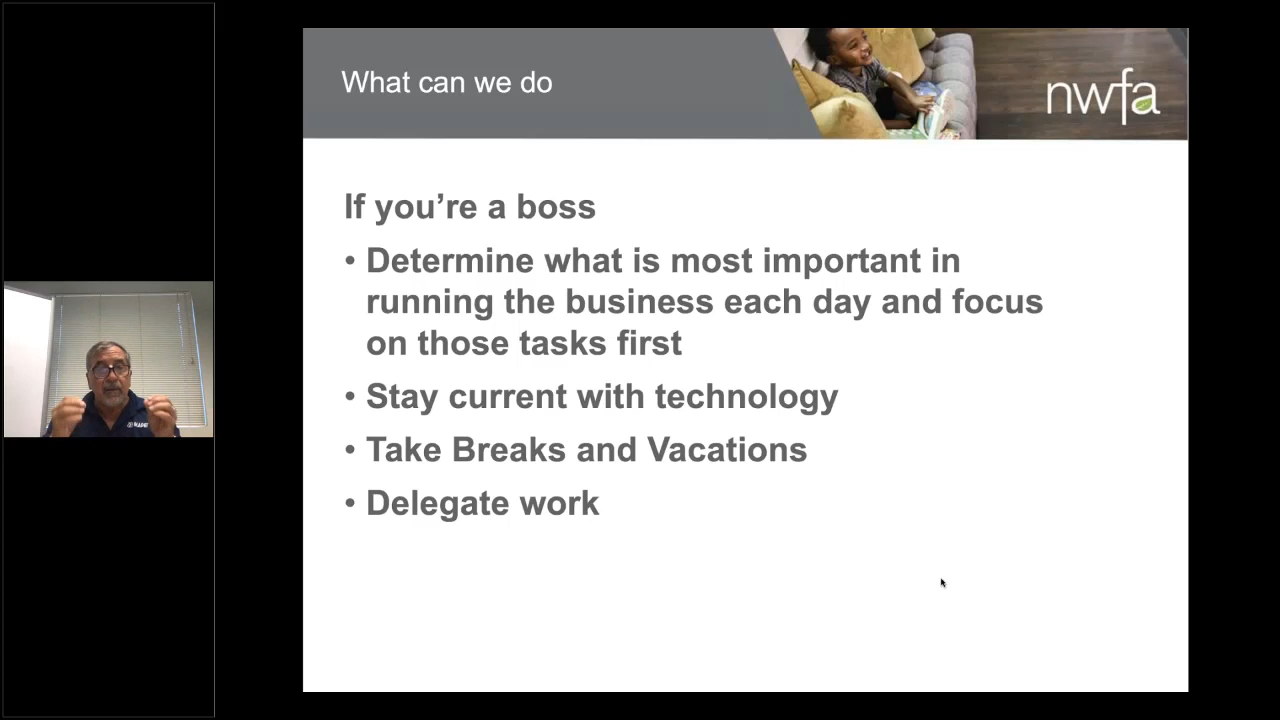 What can we do
nwfa
If you're a boss
• Determine what is most important in
running the business each day and focus
on those tasks first
• Stay current with technology
• Take Breaks and Vacations
• Delegate work